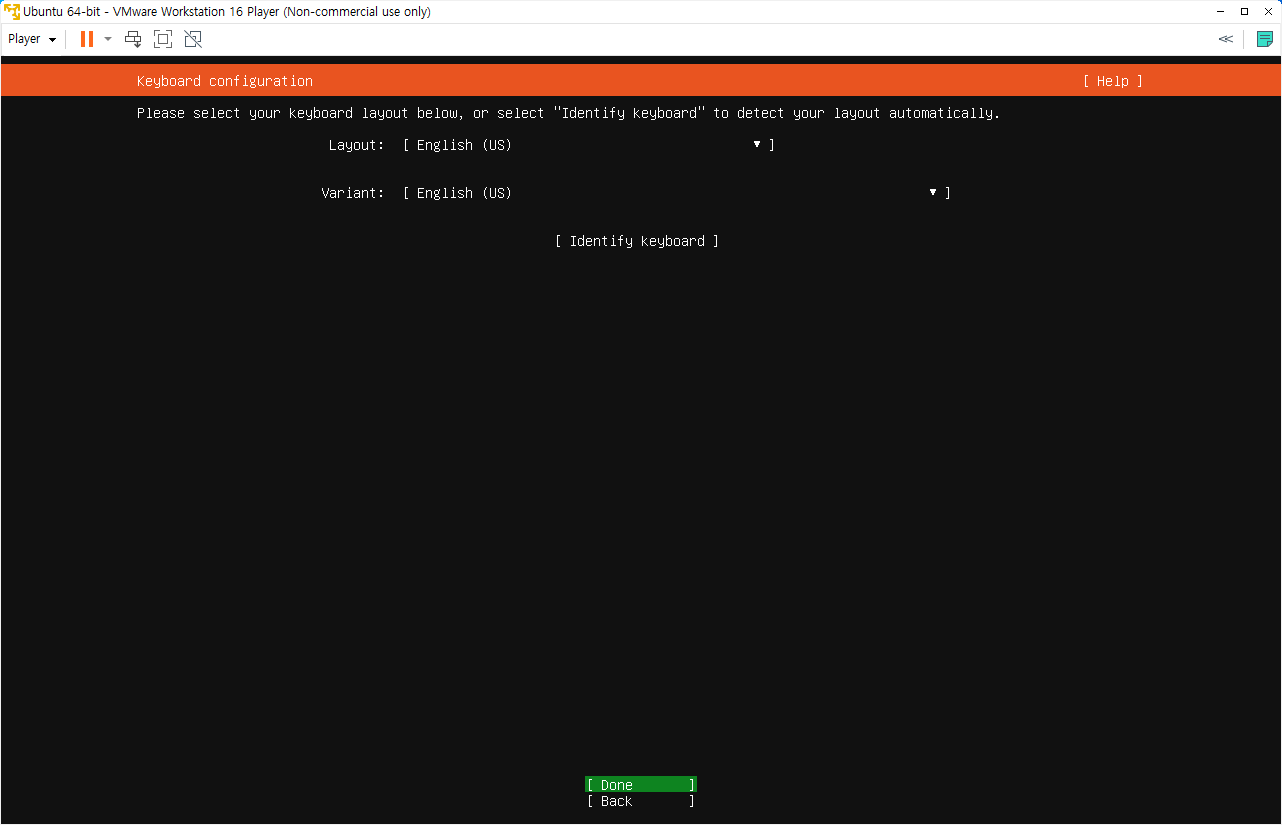 Ubuntu 64-bit - VMware Workstation 16 Player (Non-commercial use only)
Player
Keyboard configuration [ Help ]
Please select your keyboard layout below, or select "Identify keyboard" to detect your layout automatically.
Layout: [ English (US) ▼ ]
Variant: [ English (US) ▼ ]
[ Identify keyboard ]
[ Done ]
[ Back ]